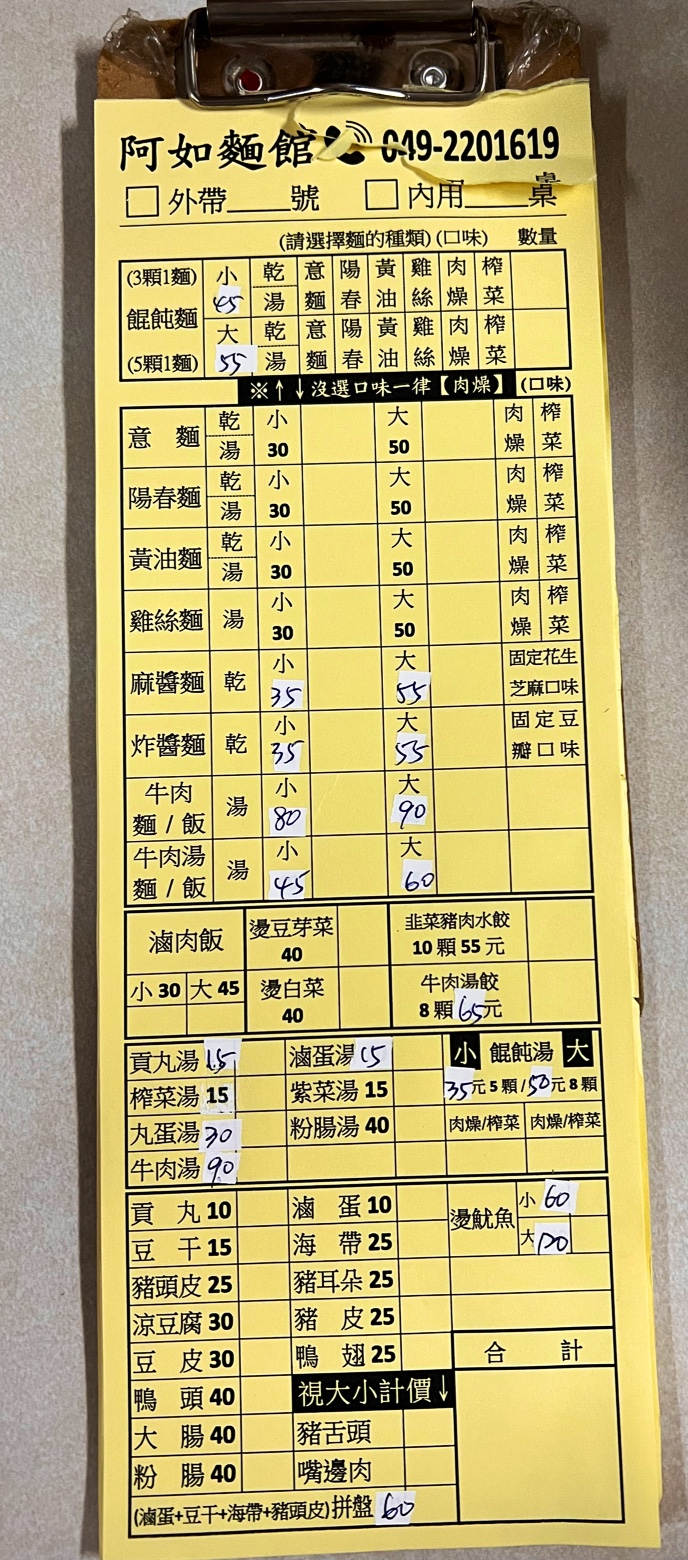 阿如麵館 049-2201619
□ 外帶____號 □ 內用____桌
(請選擇麵的種類) (口味) 數量
(3顆1麵) 餛飩麵 (5顆1麵)
小 45 乾 湯 意麵 陽春 黃油 雞絲 肉燥 榨菜
大 55 乾 湯 意麵 陽春 黃油 雞絲 肉燥 榨菜
※↑↓沒選口味一律【肉燥】 (口味)
意麵 乾 湯 小 30 大 50 肉燥 榨菜
陽春麵 乾 湯 小 30 大 50 肉燥 榨菜
黃油麵 乾 湯 小 30 大 50 肉燥 榨菜
雞絲麵 湯 小 30 大 50 肉燥 榨菜
麻醬麵 乾 小 35 大 55 固定花生芝麻口味
炸醬麵 乾 小 35 大 55 固定豆瓣口味
牛肉麵/飯 湯 小 80 大 90
牛肉湯麵/飯 湯 小 45 大 60
滷肉飯 燙豆芽菜 40 韭菜豬肉水餃 10顆55元
小30 大45 燙白菜 40 牛肉湯餃 8顆65元
貢丸湯 15 滷蛋湯 15 小 餛飩湯 大
榨菜湯 15 紫菜湯 15 35元5顆/50元8顆
丸蛋湯 30 粉腸湯 40 肉燥/榨菜 肉燥/榨菜
牛肉湯 90
貢丸 10 滷蛋 10 燙魷魚 小 60
豆干 15 海帶 25 大 120
豬頭皮 25 豬耳朵 25
涼豆腐 30 豬皮 25
豆皮 30 鴨翅 25 合計
鴨頭 40 視大小計價↓
大腸 40 豬舌頭
粉腸 40 嘴邊肉
(滷蛋+豆干+海帶+豬頭皮)拼盤 60